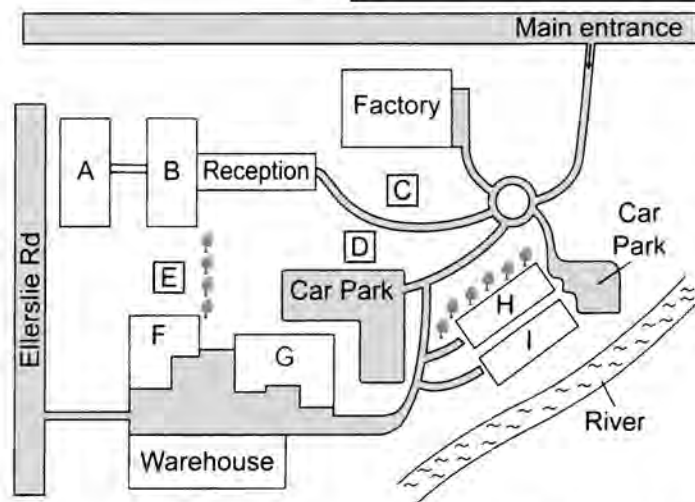 Main entrance
Factory
A
B
Reception
C
Car
Park
D
E
Car Park
H
Ellerslie Rd
F
G
I
River
Warehouse